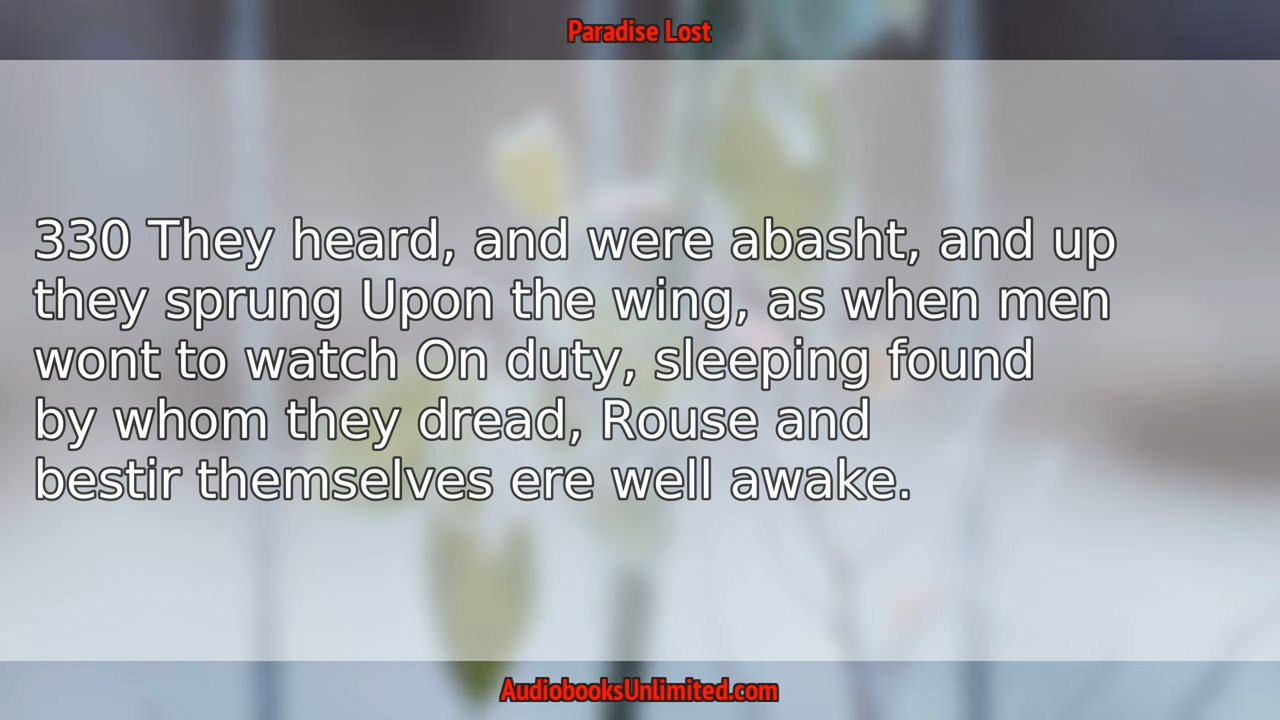 Paradise Lost
330 They heard, and were abasht, and up
they sprung Upon the wing, as when men
wont to watch On duty, sleeping found
by whom they dread, Rouse and
bestir themselves ere well awake.
AudiobooksUnlimited.com